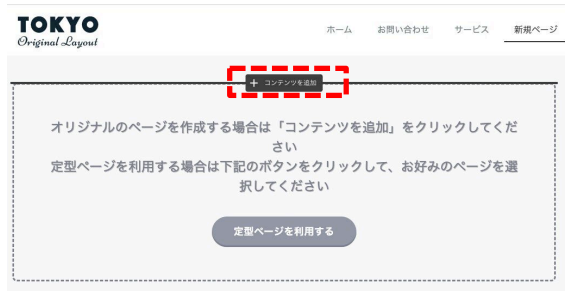 TOKYO
Original Layout
ホーム お問い合わせ サービス 新規ページ
+ コンテンツを追加
オリジナルのページを作成する場合は「コンテンツを追加」をクリックしてくだ
さい
定型ページを利用する場合は下記のボタンをクリックして、お好みのページを選
択してください
定型ページを利用する